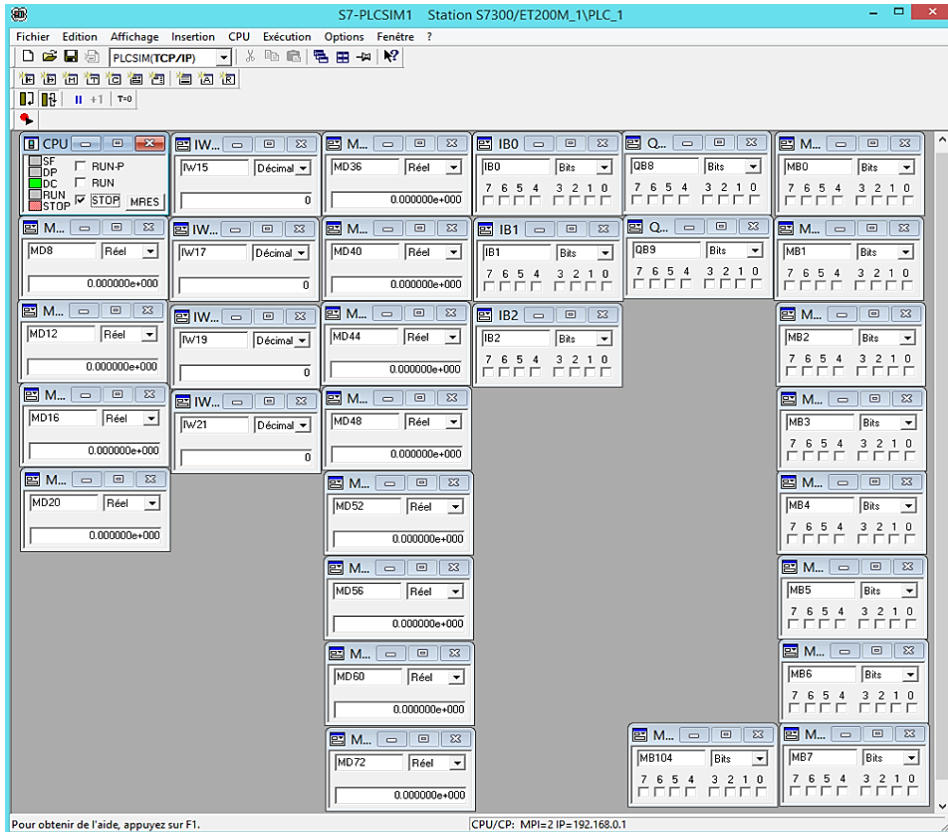 S7-PLCSIM1 Station S7300/ET200M_1\PLC_1
Fichier Edition Affichage Insertion CPU Exécution Options Fenêtre ?
PLCSIM(TCP/IP)
+1 T=0
CPU
SF
DP
DC
RUN
STOP
RUN-P
RUN
STOP
MRES
M...
MD8 Réel
0.000000e+000
M...
MD12 Réel
0.000000e+000
M...
MD16 Réel
0.000000e+000
M...
MD20 Réel
0.000000e+000
IW...
IW15 Décimal
0
IW...
IW17 Décimal
0
IW...
IW19 Décimal
0
IW...
IW21 Décimal
0
M...
MD36 Réel
0.000000e+000
M...
MD40 Réel
0.000000e+000
M...
MD44 Réel
0.000000e+000
M...
MD48 Réel
0.000000e+000
M...
MD52 Réel
0.000000e+000
M...
MD56 Réel
0.000000e+000
M...
MD60 Réel
0.000000e+000
M...
MD72 Réel
0.000000e+000
IB0
IB0 Bits
7 6 5 4 3 2 1 0
IB1
IB1 Bits
7 6 5 4 3 2 1 0
IB2
IB2 Bits
7 6 5 4 3 2 1 0
Q...
QB8 Bits
7 6 5 4 3 2 1 0
Q...
QB9 Bits
7 6 5 4 3 2 1 0
M...
MB104 Bits
7 6 5 4 3 2 1 0
M...
MB0 Bits
7 6 5 4 3 2 1 0
M...
MB1 Bits
7 6 5 4 3 2 1 0
M...
MB2 Bits
7 6 5 4 3 2 1 0
M...
MB3 Bits
7 6 5 4 3 2 1 0
M...
MB4 Bits
7 6 5 4 3 2 1 0
M...
MB5 Bits
7 6 5 4 3 2 1 0
M...
MB6 Bits
7 6 5 4 3 2 1 0
M...
MB7 Bits
7 6 5 4 3 2 1 0
Pour obtenir de l'aide, appuyez sur F1.
CPU/CP: MPI=2 IP=192.168.0.1